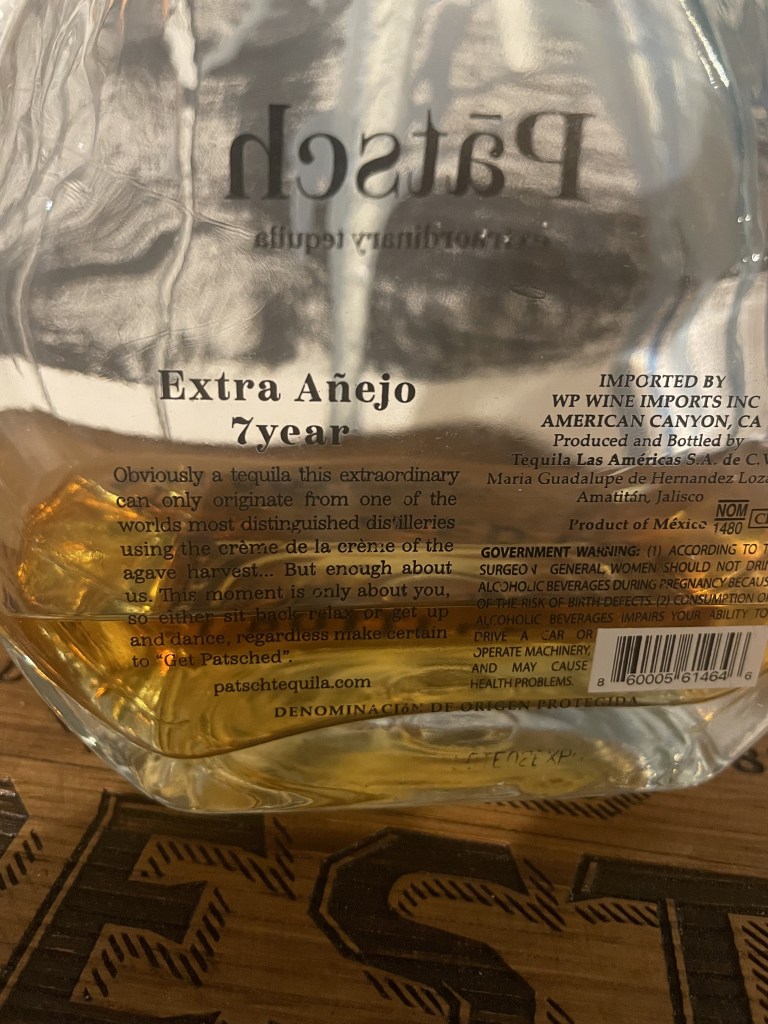 Pātsch
extraordinary tequila
Extra Añejo
7year
Obviously a tequila this extraordinary
can only originate from one of the
worlds most distinguished distilleries
using the crème de la crème of the
agave harvest... But enough about
us. This moment is only about you,
so either sit back relax or get up
and dance, regardless make certain
to "Get Patsched".
patschtequila.com
IMPORTED BY
WP WINE IMPORTS INC
AMERICAN CANYON, CA
Produced and Bottled by
Tequila Las Américas S.A. de C.V
Maria Guadalupe de Hernandez Loza
Amatitán, Jalisco
Product of México NOM 1480
GOVERNMENT WARNING: (1) ACCORDING TO
SURGEON GENERAL, WOMEN SHOULD NOT
ALCOHOLIC BEVERAGES DURING PREGNANCY
OF THE RISK OF BIRTH DEFECTS. (2) CONSUMPTION
ALCOHOLIC BEVERAGES IMPAIRS YOUR ABILITY TO
DRIVE A CAR OR
OPERATE MACHINERY,
AND MAY CAUSE
HEALTH PROBLEMS.
8 60005 61464 6
DENOMINACIóN DE ORIGEN PROTEGIDA
EST